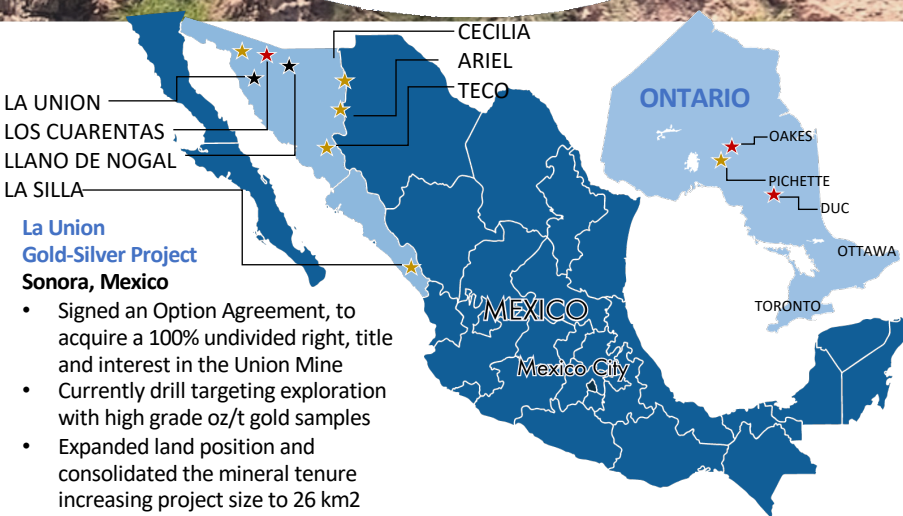 CECILIA
ARIEL
TECO
LA UNION
LOS CUARENTAS
LLANO DE NOGAL
LA SILLA
ONTARIO
OAKES
PICHETTE
DUC
OTTAWA
TORONTO
MEXICO
Mexico City
La Union
Gold-Silver Project
Sonora, Mexico
• Signed an Option Agreement, to
acquire a 100% undivided right, title
and interest in the Union Mine
• Currently drill targeting exploration
with high grade oz/t gold samples
• Expanded land position and
consolidated the mineral tenure
increasing project size to 26 km2